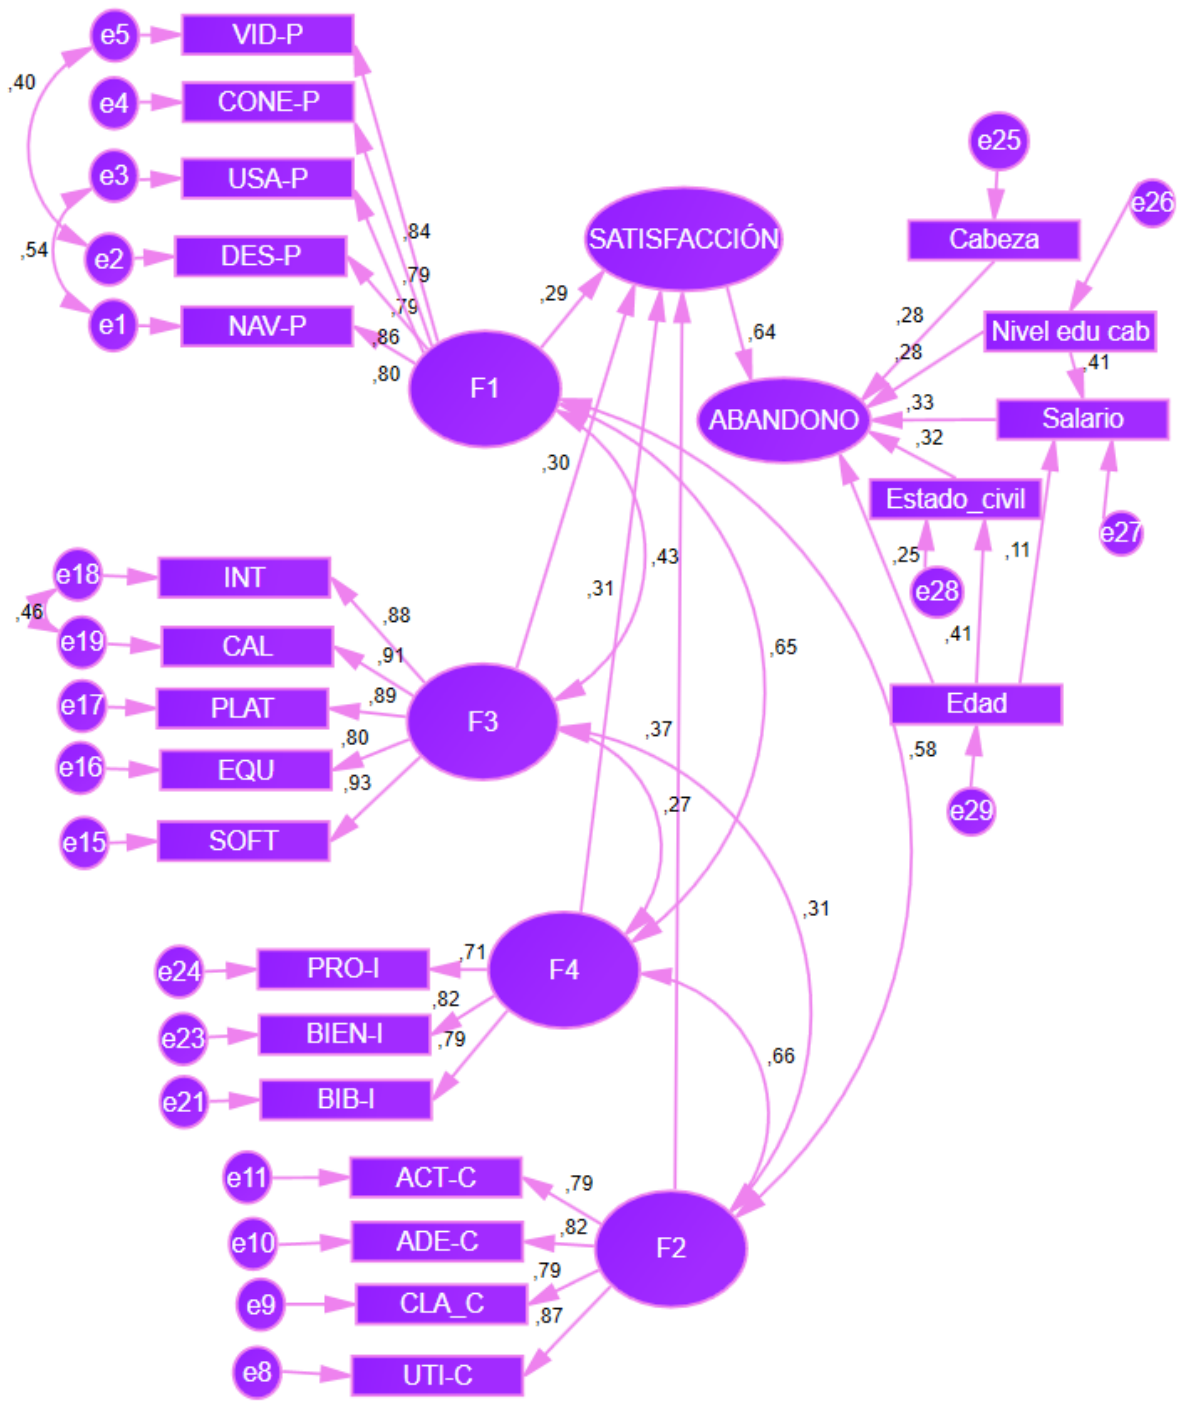 e5
VID-P
,40
e4
CONE-P
e3
USA-P
,54
e2
DES-P
e1
NAV-P
,84
,79
,79
,86
,80
F1
,29
SATISFACCIÓN
,64
ABANDONO
e25
Cabeza
e26
Nivel edu cab
,28
,28
,41
,33
Salario
,32
Estado_civil
e27
,25
e28
,11
,41
Edad
e29
,30
,43
,31
,65
,37
,58
e18
INT
,46
e19
CAL
e17
PLAT
e16
EQU
e15
SOFT
,88
,91
,89
,80
,93
F3
,27
,31
e24
PRO-I
,71
F4
e23
BIEN-I
,82
e21
BIB-I
,79
,66
e11
ACT-C
,79
e10
ADE-C
,82
F2
e9
CLA_C
,79
e8
UTI-C
,87